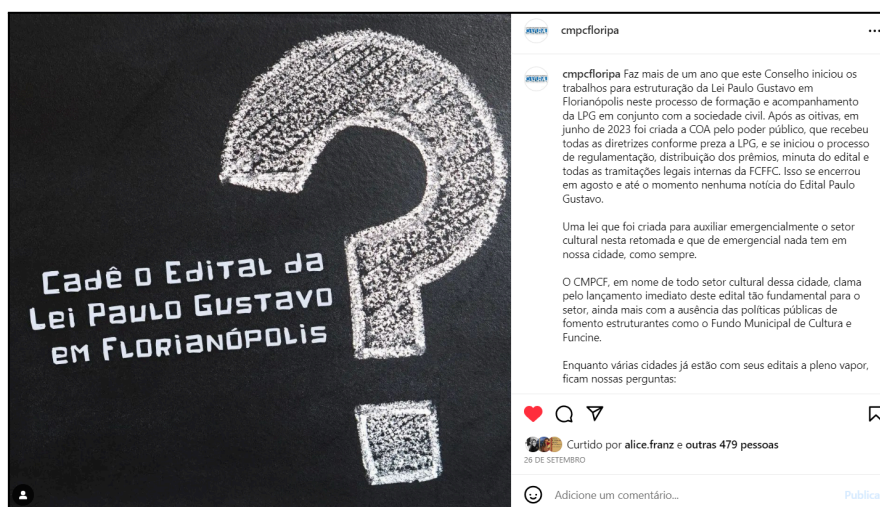 Cadê o Edital da
Lei Paulo Gustavo
em Florianópolis
cmpcfloripa
cmpcfloripa Faz mais de um ano que este Conselho iniciou os
trabalhos para estruturação da Lei Paulo Gustavo em
Florianópolis neste processo de formação e acompanhamento
da LPG em conjunto com a sociedade civil. Após as oitivas, em
junho de 2023 foi criada a COA pelo poder público, que recebeu
todas as diretrizes conforme preza a LPG, e se iniciou o processo
de regulamentação, distribuição dos prêmios, minuta do edital e
todas as tramitações legais internas da FCFFC. Isso se encerrou
em agosto e até o momento nenhuma notícia do Edital Paulo
Gustavo.
Uma lei que foi criada para auxiliar emergencialmente o setor
cultural nesta retomada e que de emergencial nada tem em
nossa cidade, como sempre.
O CMPCF, em nome de todo setor cultural dessa cidade, clama
pelo lançamento imediato deste edital tão fundamental para o
setor, ainda mais com a ausência das políticas públicas de
fomento estruturantes como o Fundo Municipal de Cultura e
Funcine.
Enquanto várias cidades já estão com seus editais a pleno vapor,
ficam nossas perguntas:
Curtido por alice.franz e outras 479 pessoas
26 DE SETEMBRO
Adicione um comentário...
Publicar